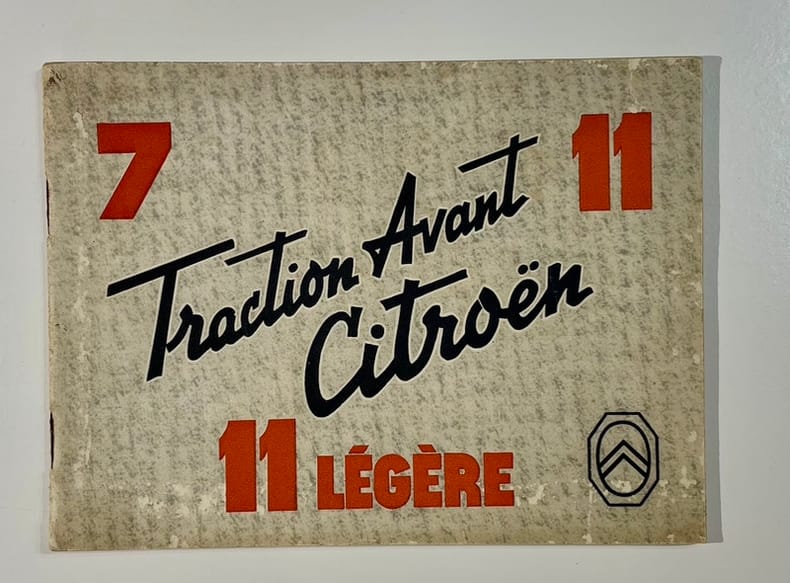 7
11
Traction Avant
Citroën
11 LÉGÈRE